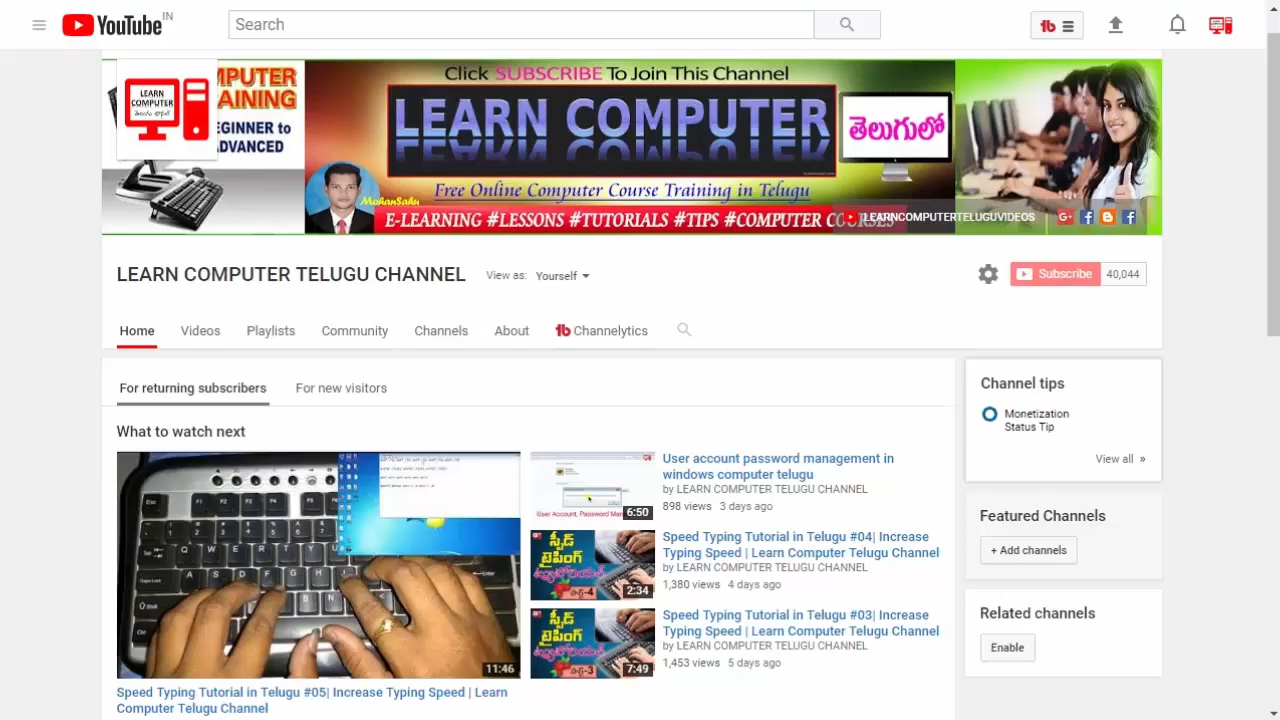 YouTube IN
Search
LEARN
COMPUTER
MPUTER
AINING
EGINNER to
ADVANCED
Click SUBSCRIBE To Join This Channel
LEARN COMPUTER
తెలుగులో
Free Online Computer Course Training in Telugu
MohanSahu
E-LEARNING #LESSONS #TUTORIALS #TIPS #COMPUTER COURSES
LEARNCOMPUTERTELUGUVIDEOS
LEARN COMPUTER TELUGU CHANNEL
View as: Yourself
Subscribe 40,044
Home Videos Playlists Community Channels About Channelytics
For returning subscribers For new visitors
What to watch next
11:46
Speed Typing Tutorial in Telugu #05| Increase Typing Speed | Learn
Computer Telugu Channel
6:50
User account password management in
windows computer telugu
by LEARN COMPUTER TELUGU CHANNEL
898 views 3 days ago
స్పీడ్
టైపింగ్
2:34
Speed Typing Tutorial in Telugu #04| Increase
Typing Speed | Learn Computer Telugu Channel
by LEARN COMPUTER TELUGU CHANNEL
1,380 views 4 days ago
స్పీడ్
టైపింగ్
7:49
Speed Typing Tutorial in Telugu #03| Increase
Typing Speed | Learn Computer Telugu Channel
by LEARN COMPUTER TELUGU CHANNEL
1,453 views 5 days ago
Channel tips
Monetization
Status Tip
View all »
Featured Channels
+ Add channels
Related channels
Enable